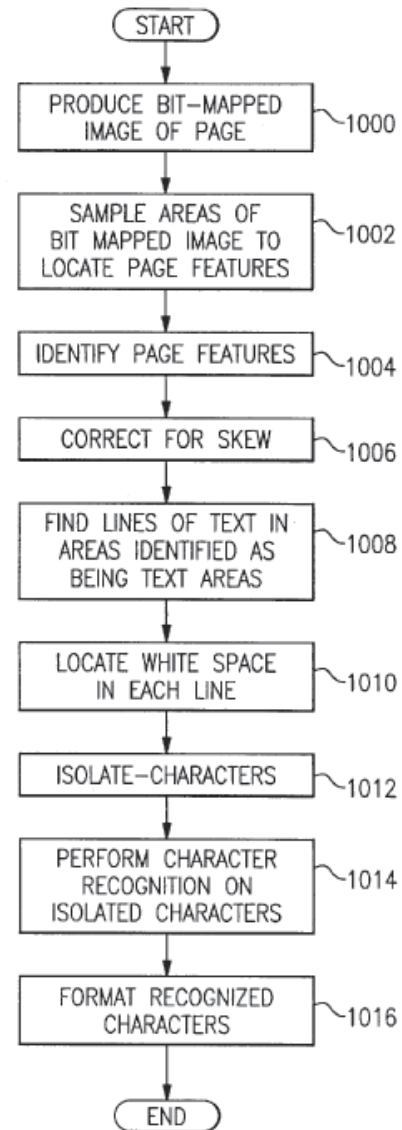 START
PRODUCE BIT-MAPPED
IMAGE OF PAGE
1000
SAMPLE AREAS OF
BIT MAPPED IMAGE TO
LOCATE PAGE FEATURES
1002
IDENTIFY PAGE FEATURES
1004
CORRECT FOR SKEW
1006
FIND LINES OF TEXT IN
AREAS IDENTIFIED AS
BEING TEXT AREAS
1008
LOCATE WHITE SPACE
IN EACH LINE
1010
ISOLATE-CHARACTERS
1012
PERFORM CHARACTER
RECOGNITION ON
ISOLATED CHARACTERS
1014
FORMAT RECOGNIZED
CHARACTERS
1016
END